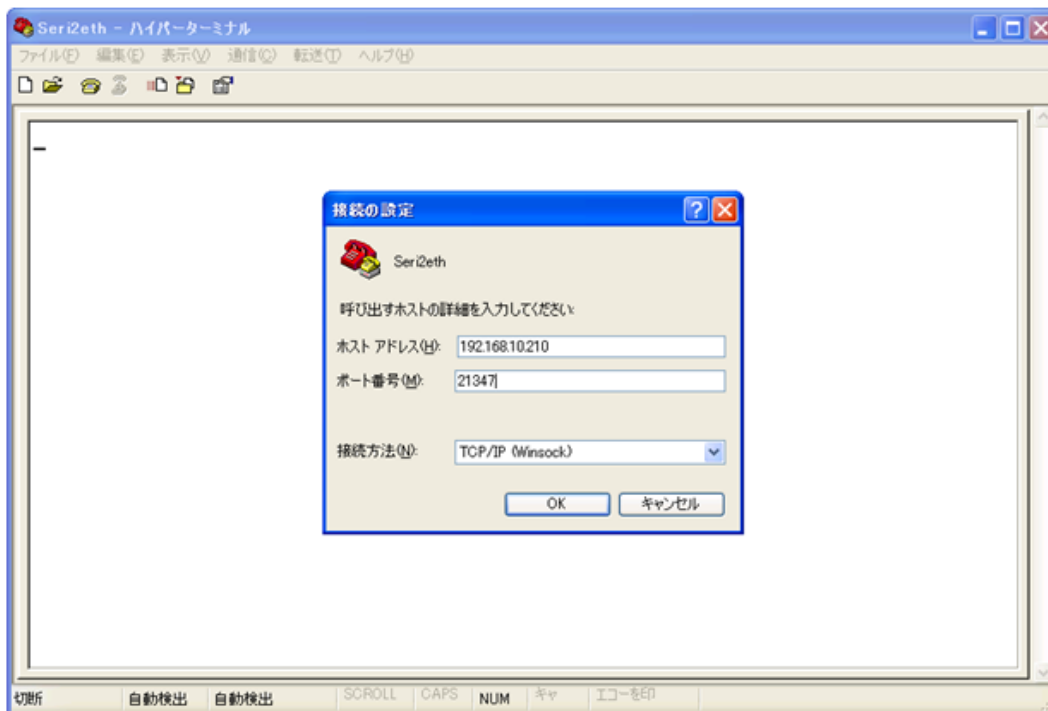 Seri2eth - ハイパーターミナル
ファイル(F) 編集(E) 表示(V) 通信(C) 転送(T) ヘルプ(H)
接続の設定
Seri2eth
呼び出すホストの詳細を入力してください:
ホスト アドレス(H): 192.168.10.210
ポート番号(M): 21347
接続方法(N): TCP/IP (Winsock)
OK キャンセル
切断 自動検出 自動検出 SCROLL CAPS NUM キャ エコーを印